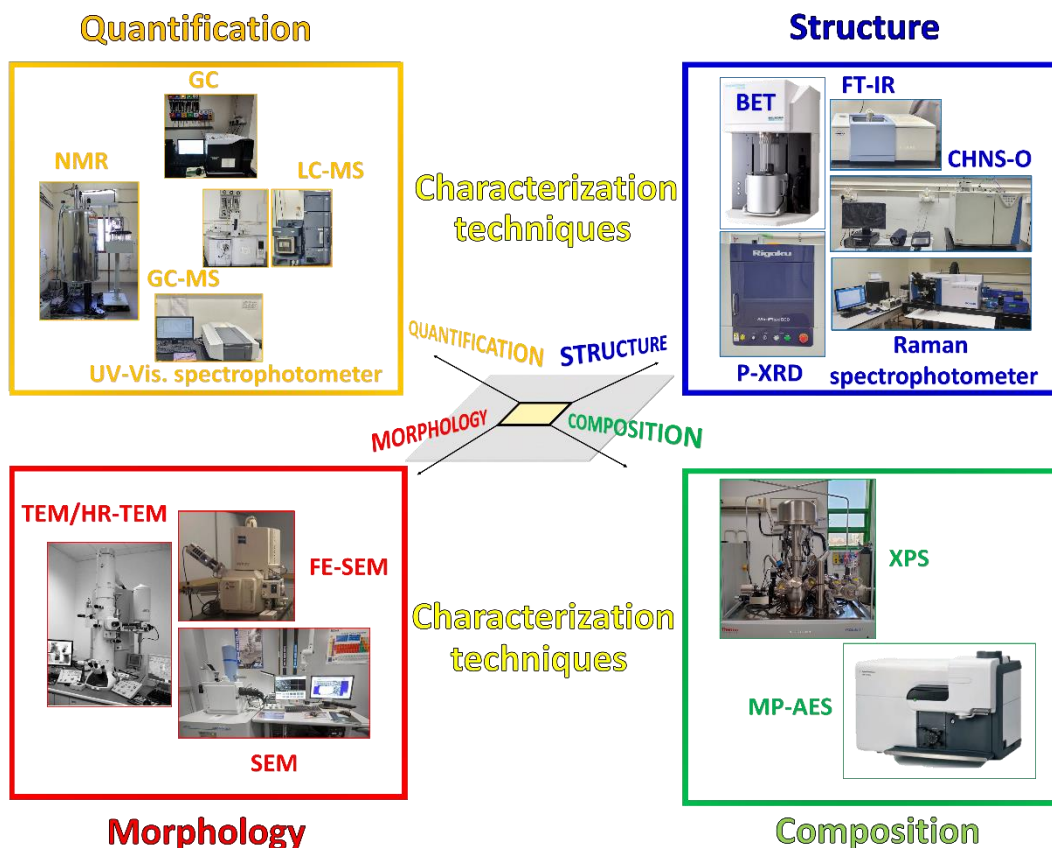 Quantification
Structure
GC
NMR
LC-MS
GC-MS
UV-Vis. spectrophotometer
BET
FT-IR
CHNS-O
Rigaku
P-XRD
Raman
spectrophotometer
Characterization
techniques
QUANTIFICATION
STRUCTURE
MORPHOLOGY
COMPOSITION
TEM/HR-TEM
FE-SEM
SEM
Characterization
techniques
XPS
MP-AES
Morphology
Composition